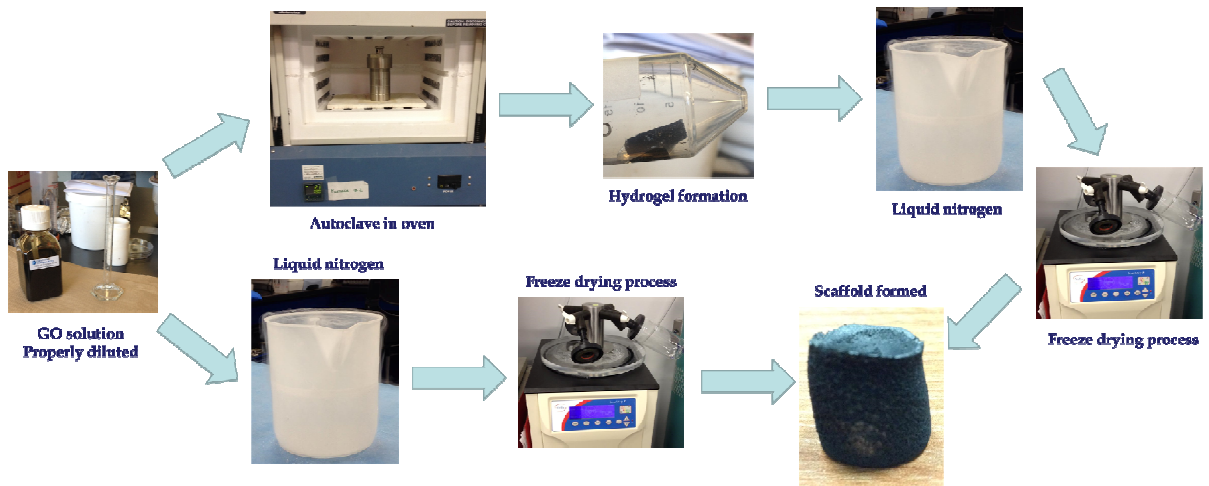 Autoclave in oven
Hydrogel formation
Liquid nitrogen
Freeze drying process
GO solution
Properly diluted
Liquid nitrogen
Freeze drying process
Scaffold formed